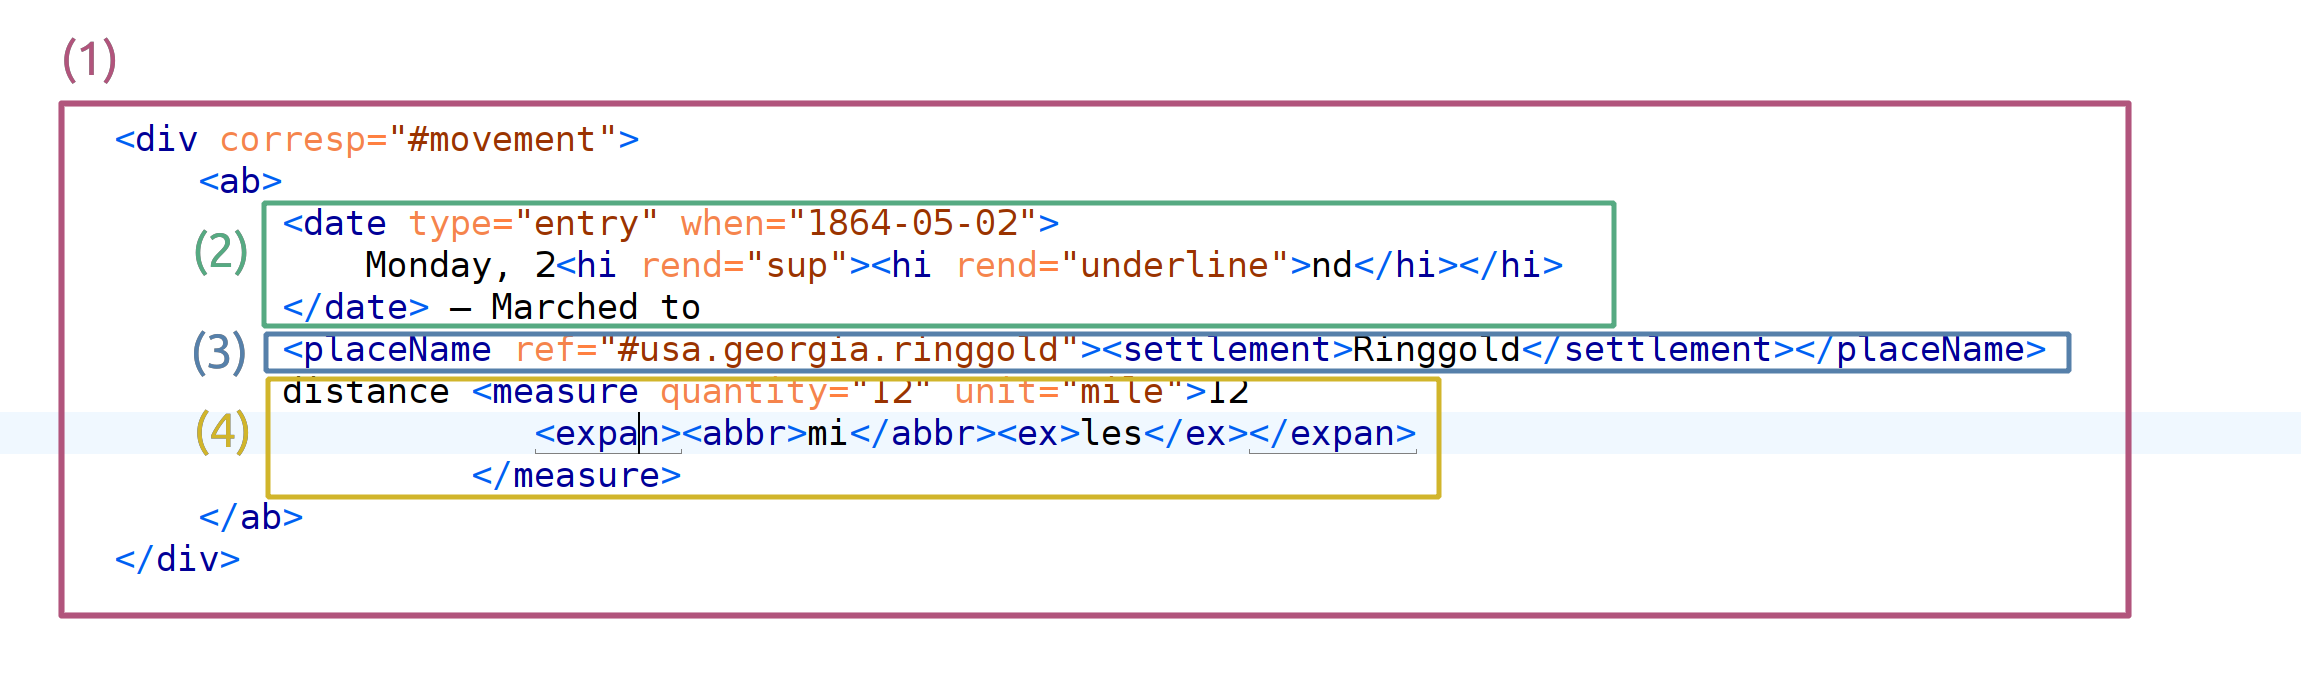 (1)
<div corresp="#movement">
<ab>
(2)
<date type="entry" when="1864-05-02">
Monday, 2<hi rend="sup"><hi rend="underline">nd</hi></hi>
</date> – Marched to
(3)
<placeName ref="#usa.georgia.ringgold"><settlement>Ringgold</settlement></placeName>
distance <measure quantity="12" unit="mile">12
(4)
<expan><abbr>mi</abbr><ex>les</ex></expan>
</measure>
</ab>
</div>